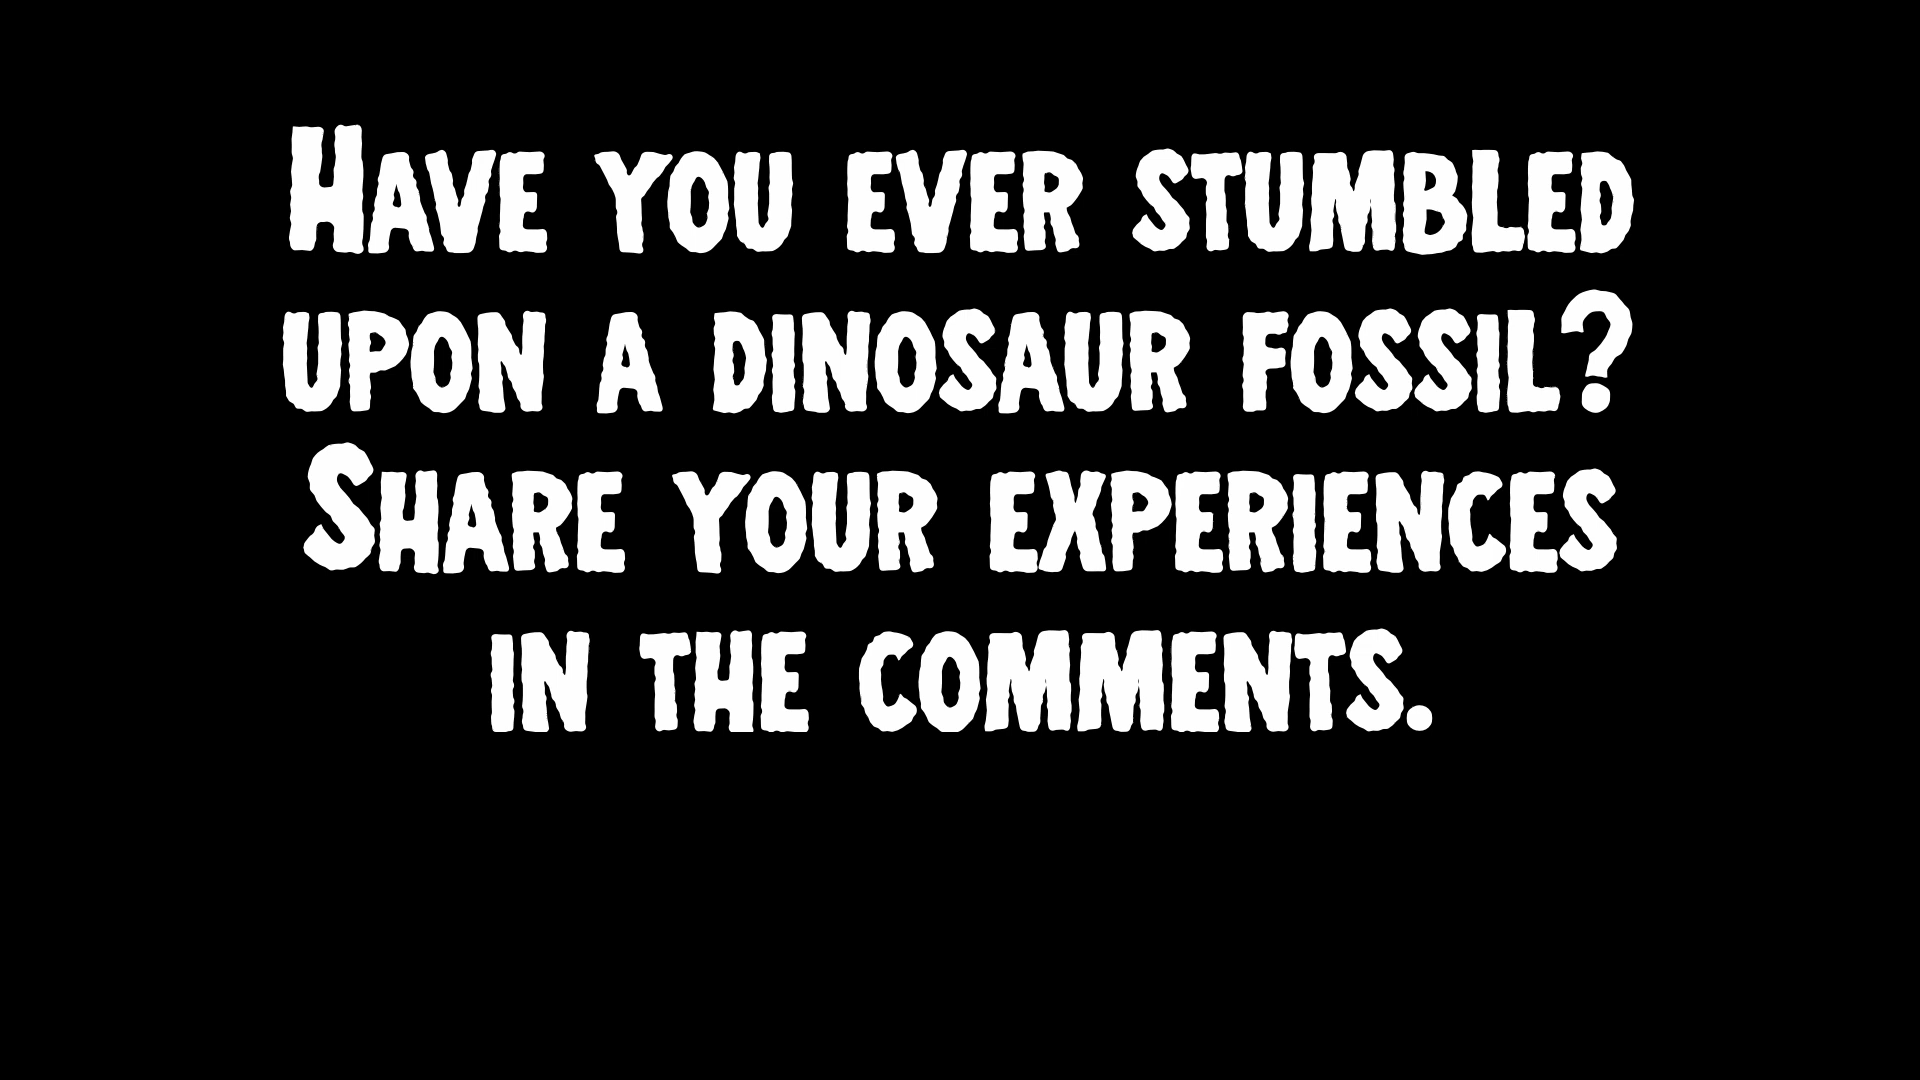 Have you ever stumbled
upon a dinosaur fossil?
Share your experiences
in the comments.